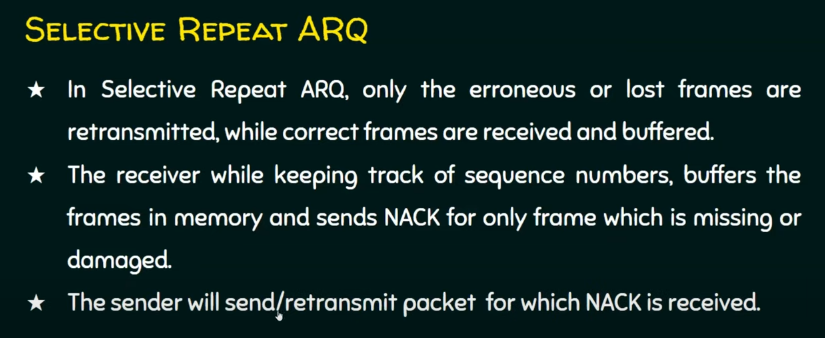 SELECTIVE REPEAT ARQ
★ In Selective Repeat ARQ, only the erroneous or lost frames are
retransmitted, while correct frames are received and buffered.
★ The receiver while keeping track of sequence numbers, buffers the
frames in memory and sends NACK for only frame which is missing or
damaged.
★ The sender will send/retransmit packet for which NACK is received.